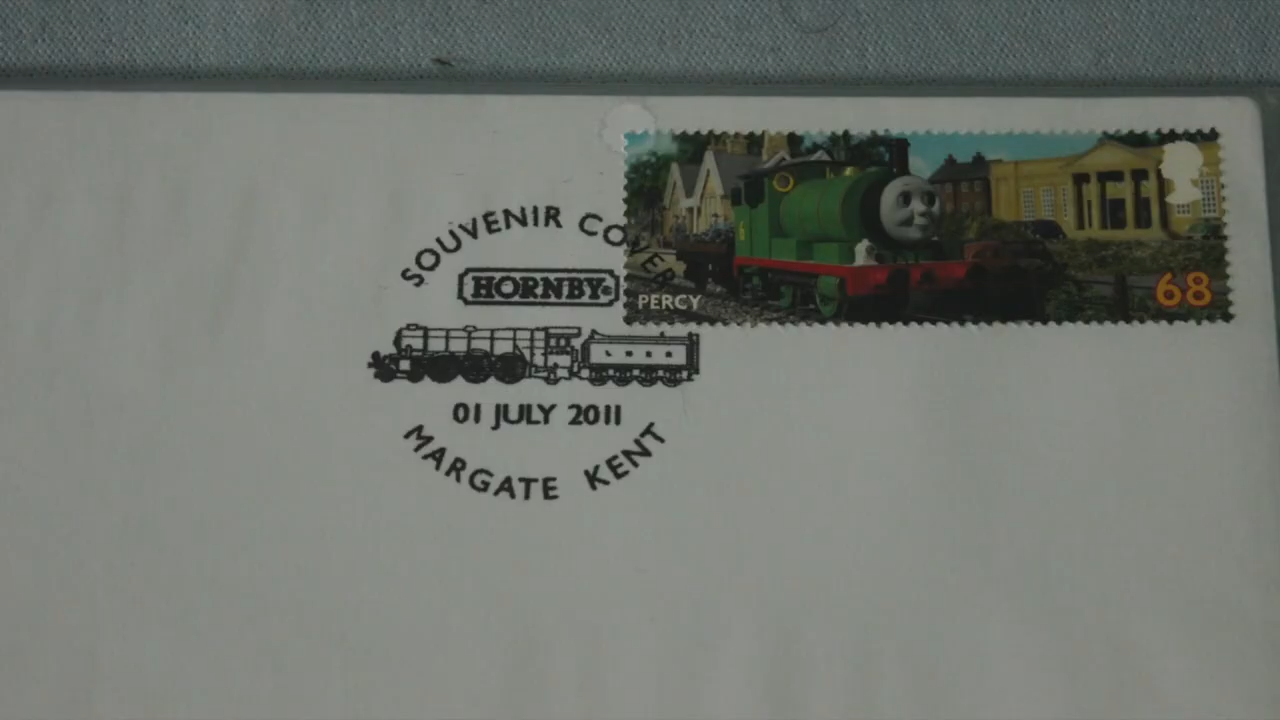 SOUVENIR COVER
HORNBY®
PERCY
68
L N E R
01 JULY 2011
MARGATE KENT